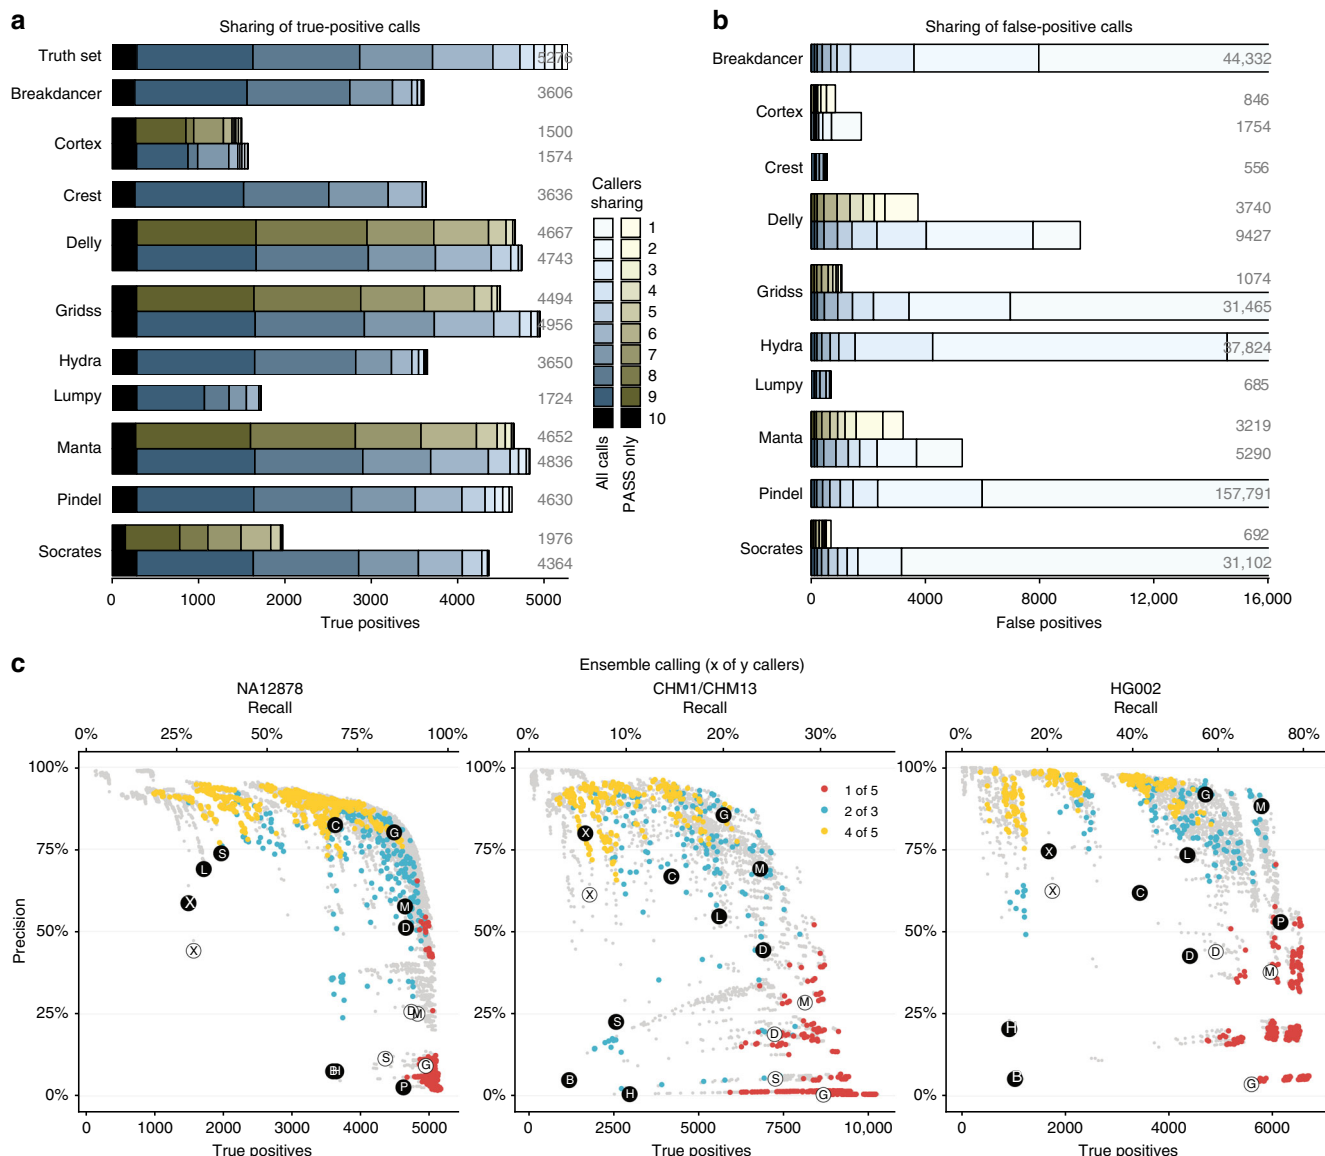 a
Sharing of true-positive calls
Truth set
5276
Breakdancer
3606
Cortex
1500
1574
Crest
3636
Delly
4667
4743
Gridss
4494
4956
Hydra
3650
Lumpy
1724
Manta
4652
4836
Pindel
4630
Socrates
1976
4364
0 1000 2000 3000 4000 5000
True positives
Callers
sharing
1
2
3
4
5
6
7
8
9
10
All calls
PASS only
b
Sharing of false-positive calls
Breakdancer
44,332
Cortex
846
1754
Crest
556
Delly
3740
9427
Gridss
1074
31,465
Hydra
37,824
Lumpy
685
Manta
3219
5290
Pindel
157,791
Socrates
692
31,102
0 4000 8000 12,000 16,000
False positives
c
Ensemble calling (x of y callers)
NA12878
Recall
0% 25% 50% 75% 100%
Precision
100%
75%
50%
25%
0%
C
G
S
L
X
M
D
X
D
M
S
G
B
H
P
0 1000 2000 3000 4000 5000
True positives
CHM1/CHM13
Recall
0% 10% 20% 30%
1 of 5
2 of 3
4 of 5
G
X
M
C
X
L
D
M
S
D
B
S
H
G
0 2500 5000 7500 10,000
True positives
HG002
Recall
0% 20% 40% 60% 80%
100%
75%
50%
25%
0%
G
M
X
L
X
C
P
D
D
M
H
B
G
0 2000 4000 6000
True positives